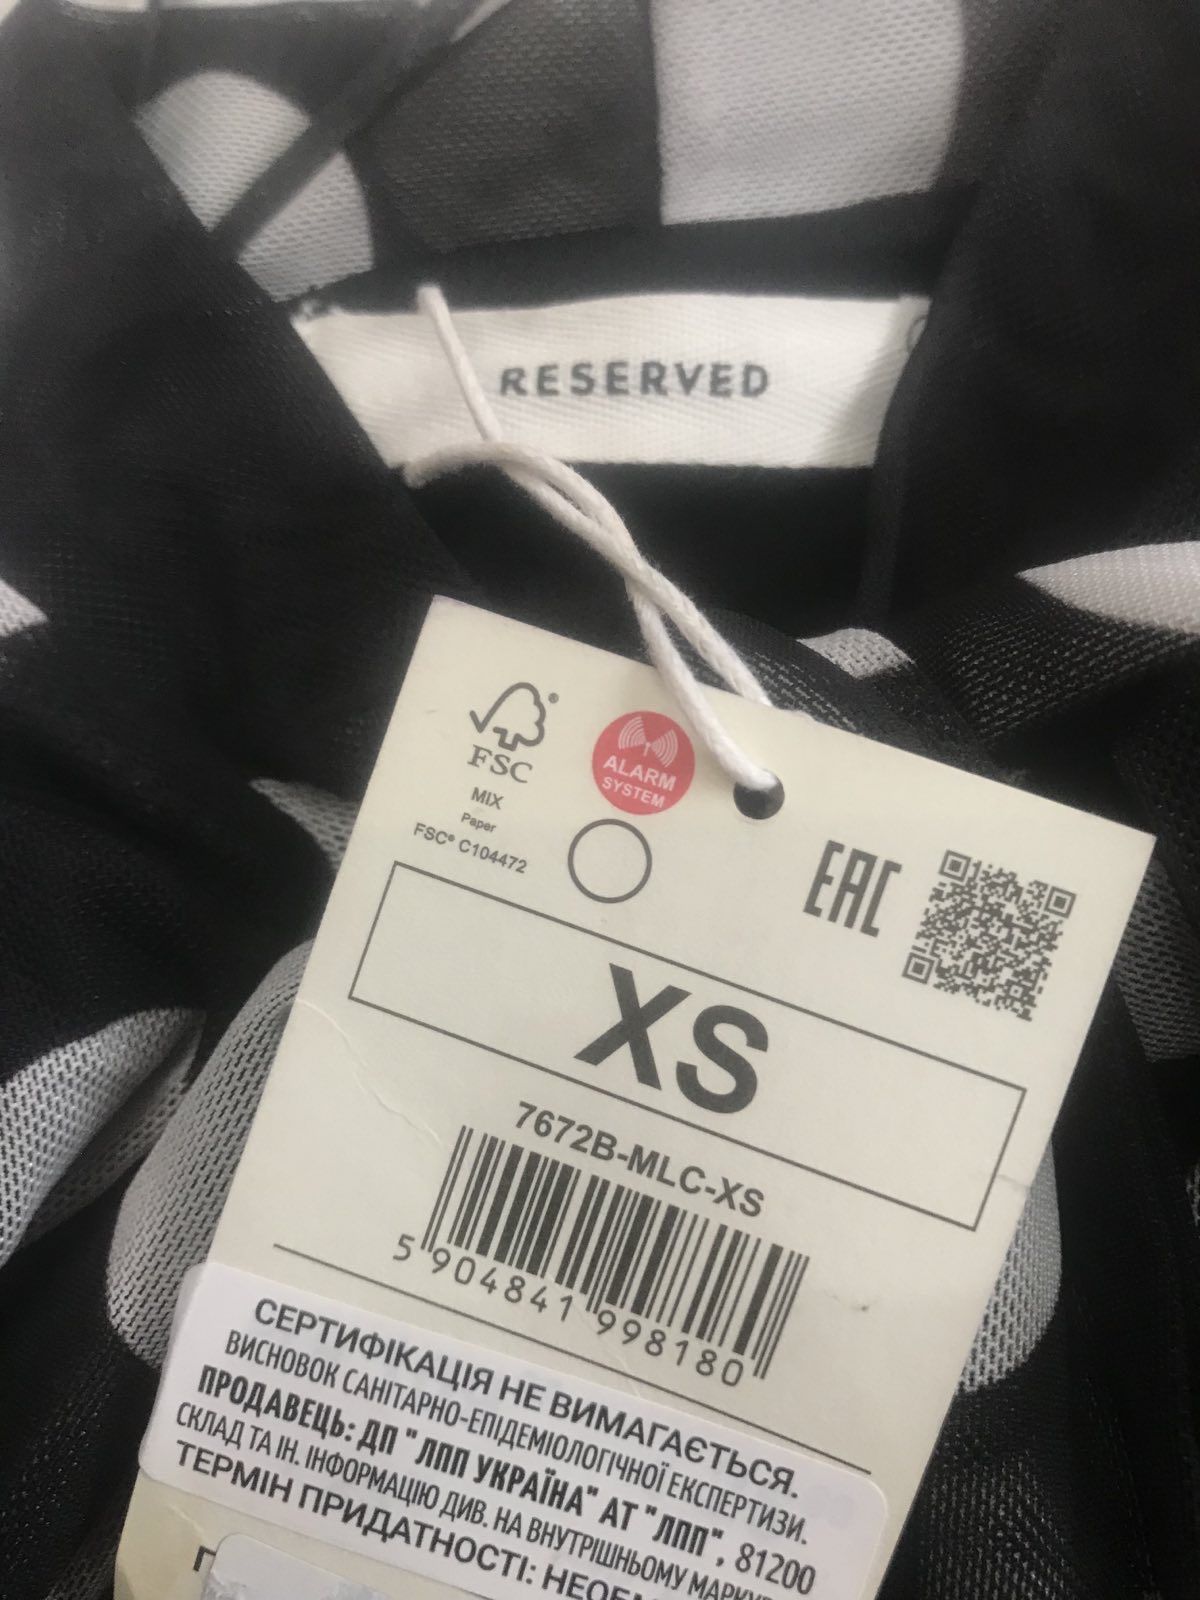 RESERVED
FSC
MIX
Paper
FSC® C104472
ALARM
SYSTEM
EAC
XS
7672B-MLC-XS
5 904841 998180
СЕРТИФІКАЦІЯ НЕ ВИМАГАЄТЬСЯ.
ВИСНОВОК САНІТАРНО-ЕПІДЕМІОЛОГІЧНОЇ ЕКСПЕРТИЗИ.
ПРОДАВЕЦЬ: ДП "ЛПП УКРАЇНА" АТ "ЛПП", 81200
СКЛАД ТА ІН. ІНФОРМАЦІЮ ДИВ. НА ВНУТРІШНЬОМУ
ТЕРМІН ПРИДАТНОСТІ: